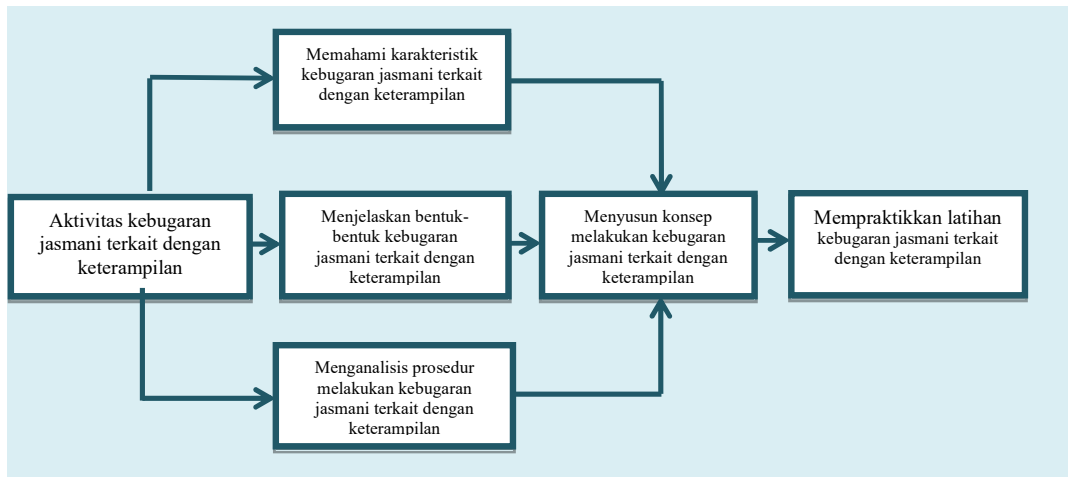 Memahami karakteristik
kebugaran jasmani terkait
dengan keterampilan
Aktivitas kebugaran
jasmani terkait dengan
keterampilan
Menjelaskan bentuk-
bentuk kebugaran
jasmani terkait dengan
keterampilan
Menyusun konsep
melakukan kebugaran
jasmani terkait dengan
keterampilan
Mempraktikkan latihan
kebugaran jasmani terkait
dengan keterampilan
Menganalisis prosedur
melakukan kebugaran
jasmani terkait dengan
keterampilan